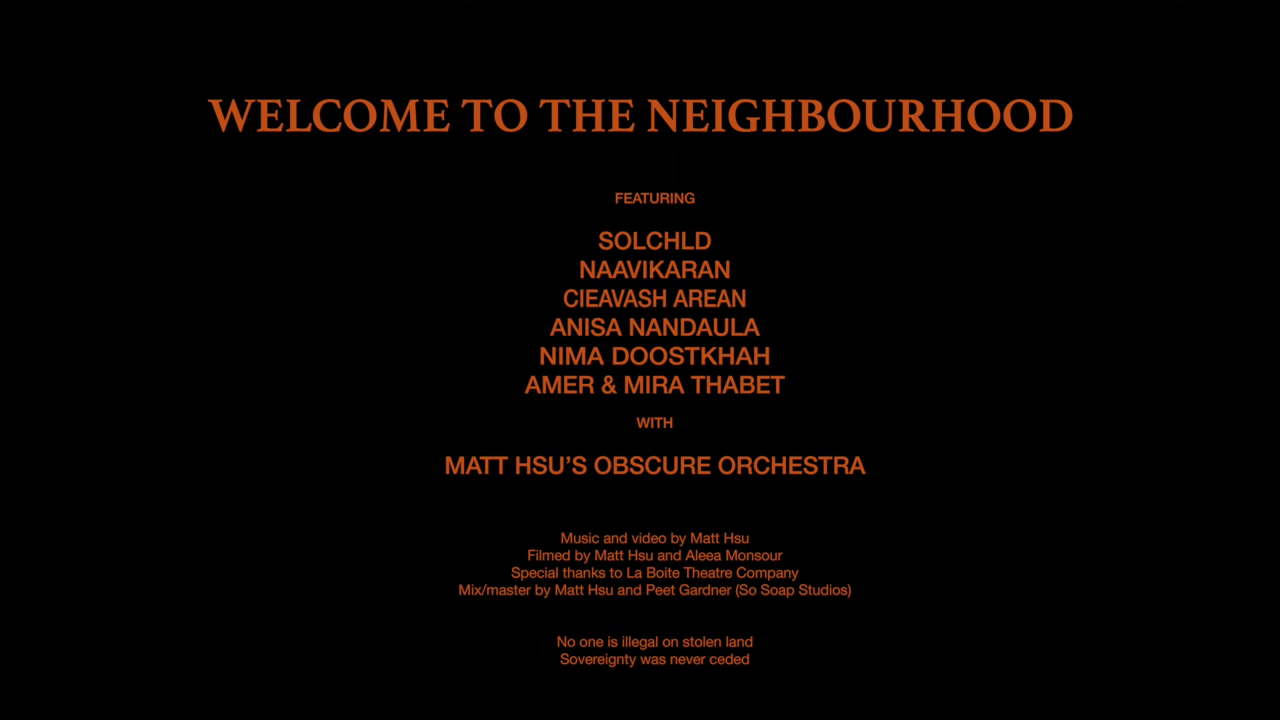 WELCOME TO THE NEIGHBOURHOOD
FEATURING
SOLCHLD
NAAVIKARAN
CIEAVASH AREAN
ANISA NANDAULA
NIMA DOOSTKHAH
AMER & MIRA THABET
WITH
MATT HSU’S OBSCURE ORCHESTRA
Music and video by Matt Hsu
Filmed by Matt Hsu and Aleea Monsour
Special thanks to La Boite Theatre Company
Mix/master by Matt Hsu and Peet Gardner (So Soap Studios)
No one is illegal on stolen land
Sovereignty was never ceded